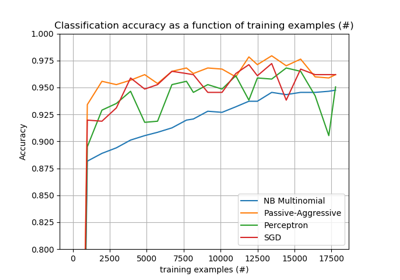 Classification accuracy as a function of training examples (#)
1.000
0.975
0.950
0.925
0.900
0.875
0.850
0.825
0.800
Accuracy
NB Multinomial
Passive-Aggressive
Perceptron
SGD
0 2500 5000 7500 10000 12500 15000 17500
training examples (#)